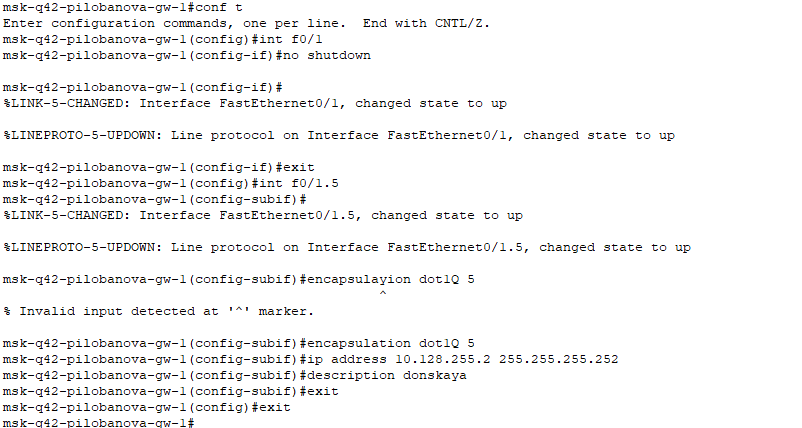 msk-q42-pilobanova-gw-1#conf t
Enter configuration commands, one per line.  End with CNTL/Z.
msk-q42-pilobanova-gw-1(config)#int f0/1
msk-q42-pilobanova-gw-1(config-if)#no shutdown
msk-q42-pilobanova-gw-1(config-if)#
%LINK-5-CHANGED: Interface FastEthernet0/1, changed state to up
%LINEPROTO-5-UPDOWN: Line protocol on Interface FastEthernet0/1, changed state to up
msk-q42-pilobanova-gw-1(config-if)#exit
msk-q42-pilobanova-gw-1(config)#int f0/1.5
msk-q42-pilobanova-gw-1(config-subif)#
%LINK-5-CHANGED: Interface FastEthernet0/1.5, changed state to up
%LINEPROTO-5-UPDOWN: Line protocol on Interface FastEthernet0/1.5, changed state to up
msk-q42-pilobanova-gw-1(config-subif)#encapsulayion dot1Q 5
^
% Invalid input detected at '^' marker.
msk-q42-pilobanova-gw-1(config-subif)#encapsulation dot1Q 5
msk-q42-pilobanova-gw-1(config-subif)#ip address 10.128.255.2 255.255.255.252
msk-q42-pilobanova-gw-1(config-subif)#description donskaya
msk-q42-pilobanova-gw-1(config-subif)#exit
msk-q42-pilobanova-gw-1(config)#exit
msk-q42-pilobanova-gw-1#